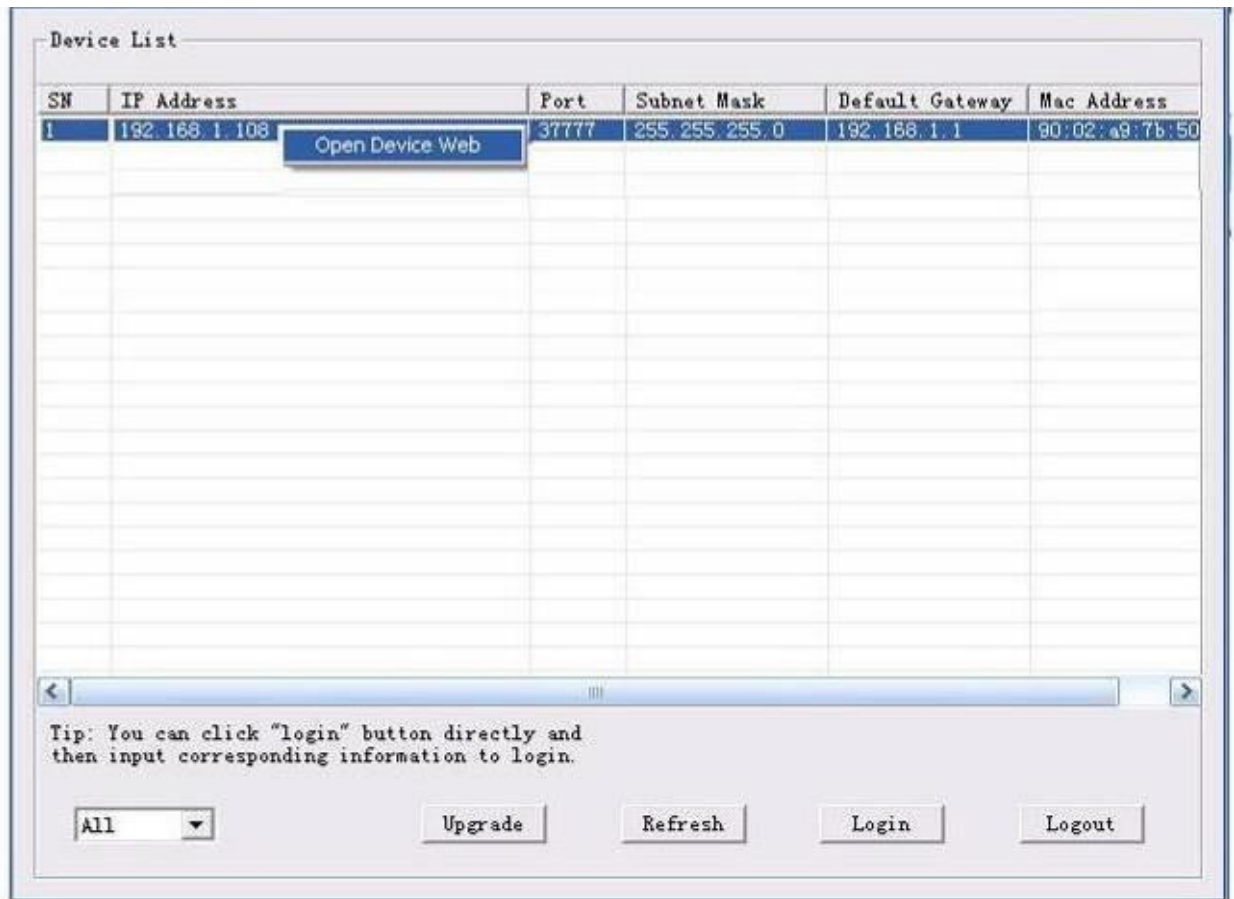 Device List
SN IP Address Port Subnet Mask Default Gateway Mac Address
1 192.168.1.108 37777 255.255.255.0 192.168.1.1 90:02:a9:7b:50
Open Device Web
Tip: You can click "login" button directly and
then input corresponding information to login.
All Upgrade Refresh Login Logout